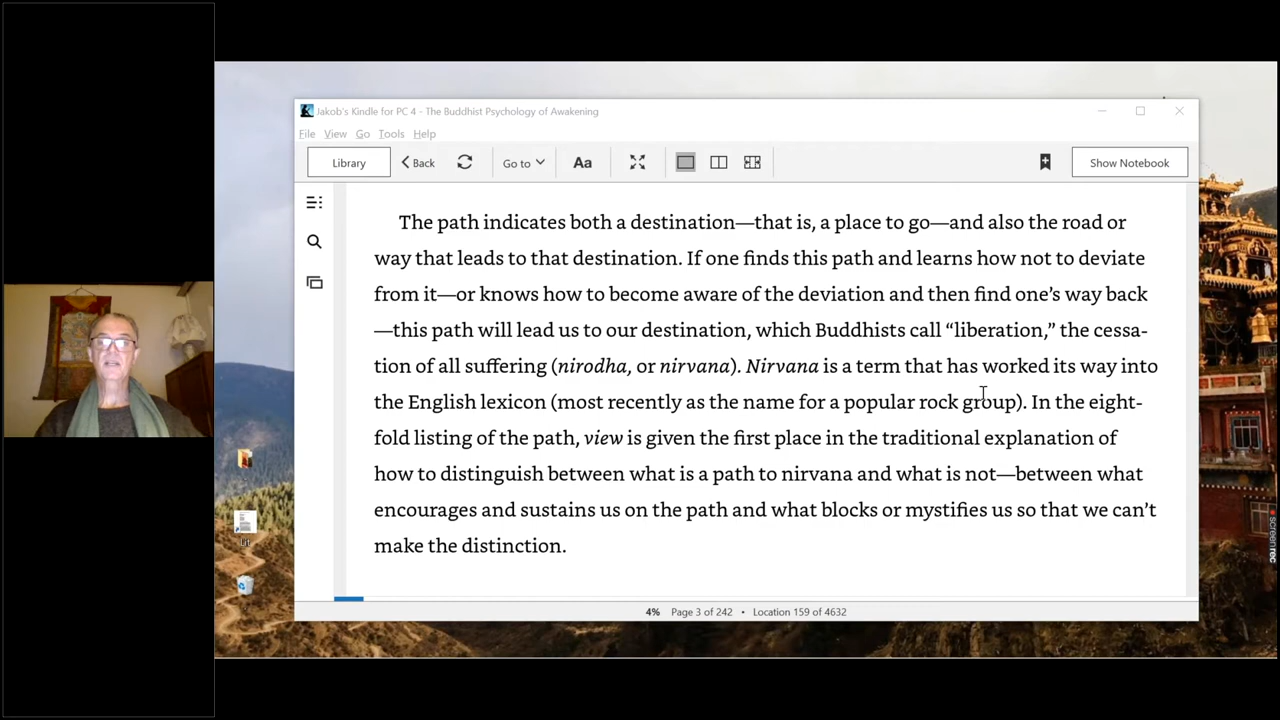 Jakob's Kindle for PC 4 - The Buddhist Psychology of Awakening
File View Go Tools Help
Library Back Go to Aa Show Notebook
The path indicates both a destination—that is, a place to go—and also the road or
way that leads to that destination. If one finds this path and learns how not to deviate
from it—or knows how to become aware of the deviation and then find one’s way back
—this path will lead us to our destination, which Buddhists call “liberation,” the cessa-
tion of all suffering (nirodha, or nirvana). Nirvana is a term that has worked its way into
the English lexicon (most recently as the name for a popular rock group). In the eight-
fold listing of the path, view is given the first place in the traditional explanation of
how to distinguish between what is a path to nirvana and what is not—between what
encourages and sustains us on the path and what blocks or mystifies us so that we can’t
make the distinction.
4% Page 3 of 242 • Location 159 of 4632
Lit
screenrec